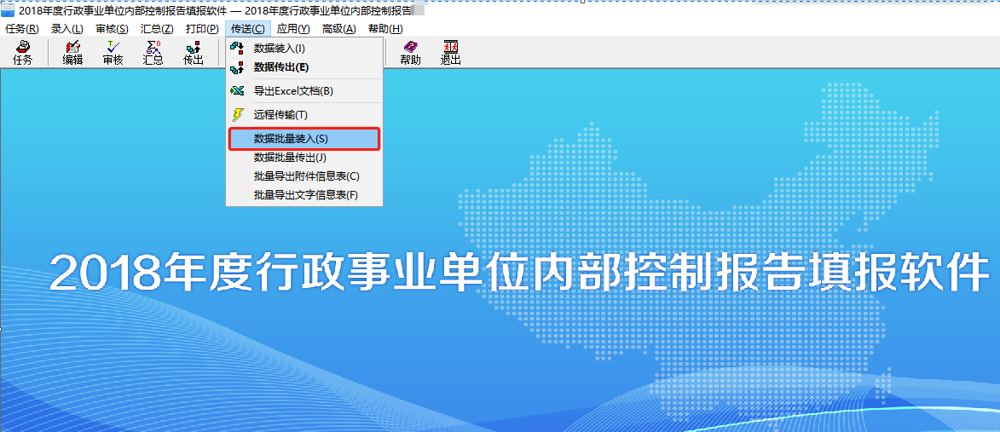 2018年度行政事业单位内部控制报告填报软件 — 2018年度行政事业单位内部控制报告
任务(R) 录入(L) 审核(S) 汇总(Z) 打印(P) 传送(C) 应用(Y) 高级(A) 帮助(H)
任务 编辑 审核 汇总 传出 帮助 退出
数据装入(I)
数据传出(E)
导出Excel文档(B)
远程传输(T)
数据批量装入(S)
数据批量传出(J)
批量导出附件信息表(C)
批量导出文字信息表(F)
2018年度行政事业单位内部控制报告填报软件